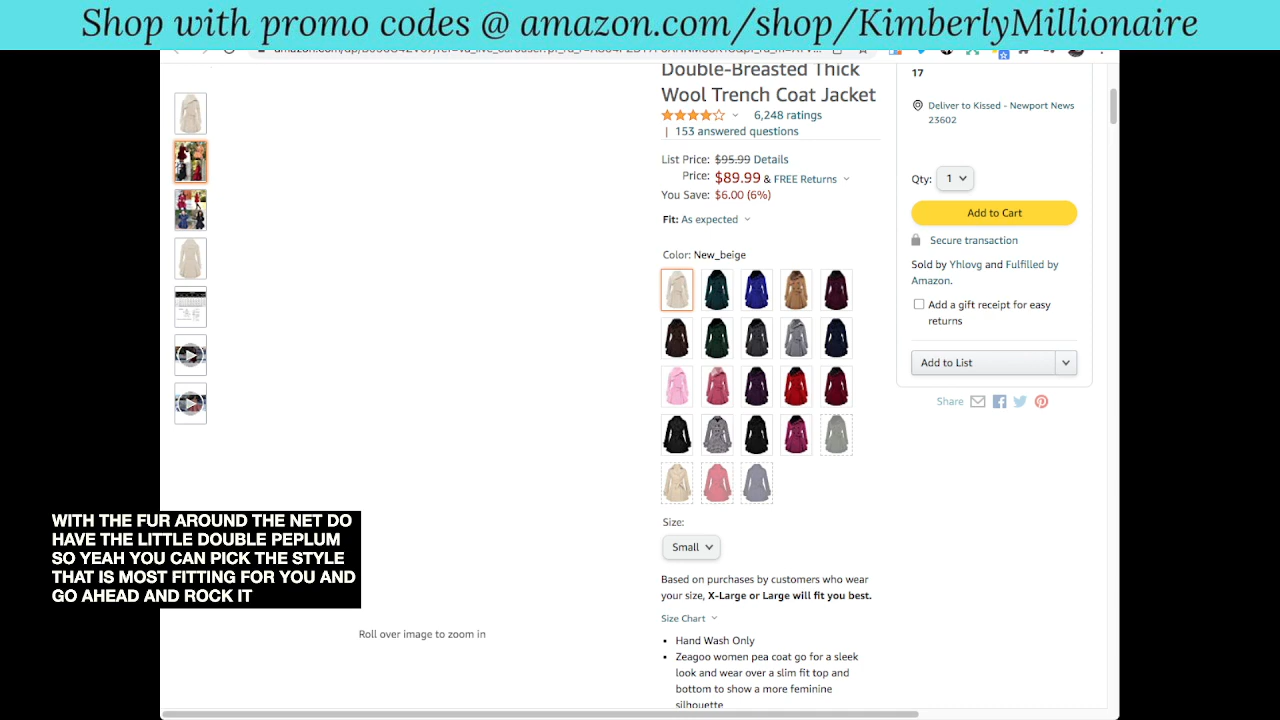 Shop with promo codes @ amazon.com/shop/KimberlyMillionaire
Double-Breasted Thick
Wool Trench Coat Jacket
6,248 ratings
| 153 answered questions
List Price: $95.99 Details
Price: $89.99 & FREE Returns
You Save: $6.00 (6%)
Fit: As expected
Color: New_beige
Size:
Small
Based on purchases by customers who wear
your size, X-Large or Large will fit you best.
Size Chart
• Hand Wash Only
• Zeagoo women pea coat go for a sleek
look and wear over a slim fit top and
bottom to show a more feminine
silhouette
17
Deliver to Kissed - Newport News
23602
Qty: 1
Add to Cart
Secure transaction
Sold by Yhlovg and Fulfilled by
Amazon.
Add a gift receipt for easy
returns
Add to List
Share
Roll over image to zoom in
WITH THE FUR AROUND THE NET DO
HAVE THE LITTLE DOUBLE PEPLUM
SO YEAH YOU CAN PICK THE STYLE
THAT IS MOST FITTING FOR YOU AND
GO AHEAD AND ROCK IT